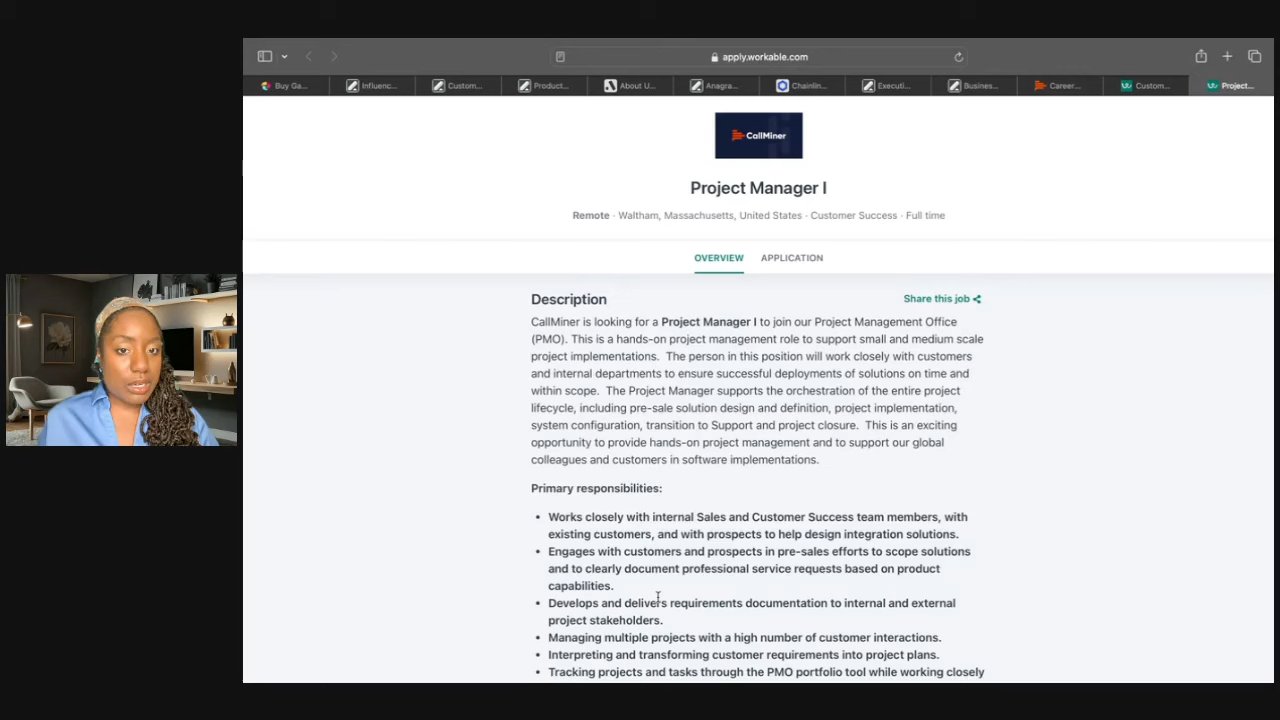 apply.workable.com
Buy Ga...
Influenc...
Custom...
Product...
About U...
Anagra...
Chainlin...
Executi...
Busines...
Career...
Custom...
Project...
CallMiner
Project Manager I
Remote · Waltham, Massachusetts, United States · Customer Success · Full time
OVERVIEW
APPLICATION
Description
Share this job
CallMiner is looking for a Project Manager I to join our Project Management Office
(PMO). This is a hands-on project management role to support small and medium scale
project implementations. The person in this position will work closely with customers
and internal departments to ensure successful deployments of solutions on time and
within scope. The Project Manager supports the orchestration of the entire project
lifecycle, including pre-sale solution design and definition, project implementation,
system configuration, transition to Support and project closure. This is an exciting
opportunity to provide hands-on project management and to support our global
colleagues and customers in software implementations.
Primary responsibilities:
• Works closely with internal Sales and Customer Success team members, with
existing customers, and with prospects to help design integration solutions.
• Engages with customers and prospects in pre-sales efforts to scope solutions
and to clearly document professional service requests based on product
capabilities.
• Develops and delivers requirements documentation to internal and external
project stakeholders.
• Managing multiple projects with a high number of customer interactions.
• Interpreting and transforming customer requirements into project plans.
• Tracking projects and tasks through the PMO portfolio tool while working closely